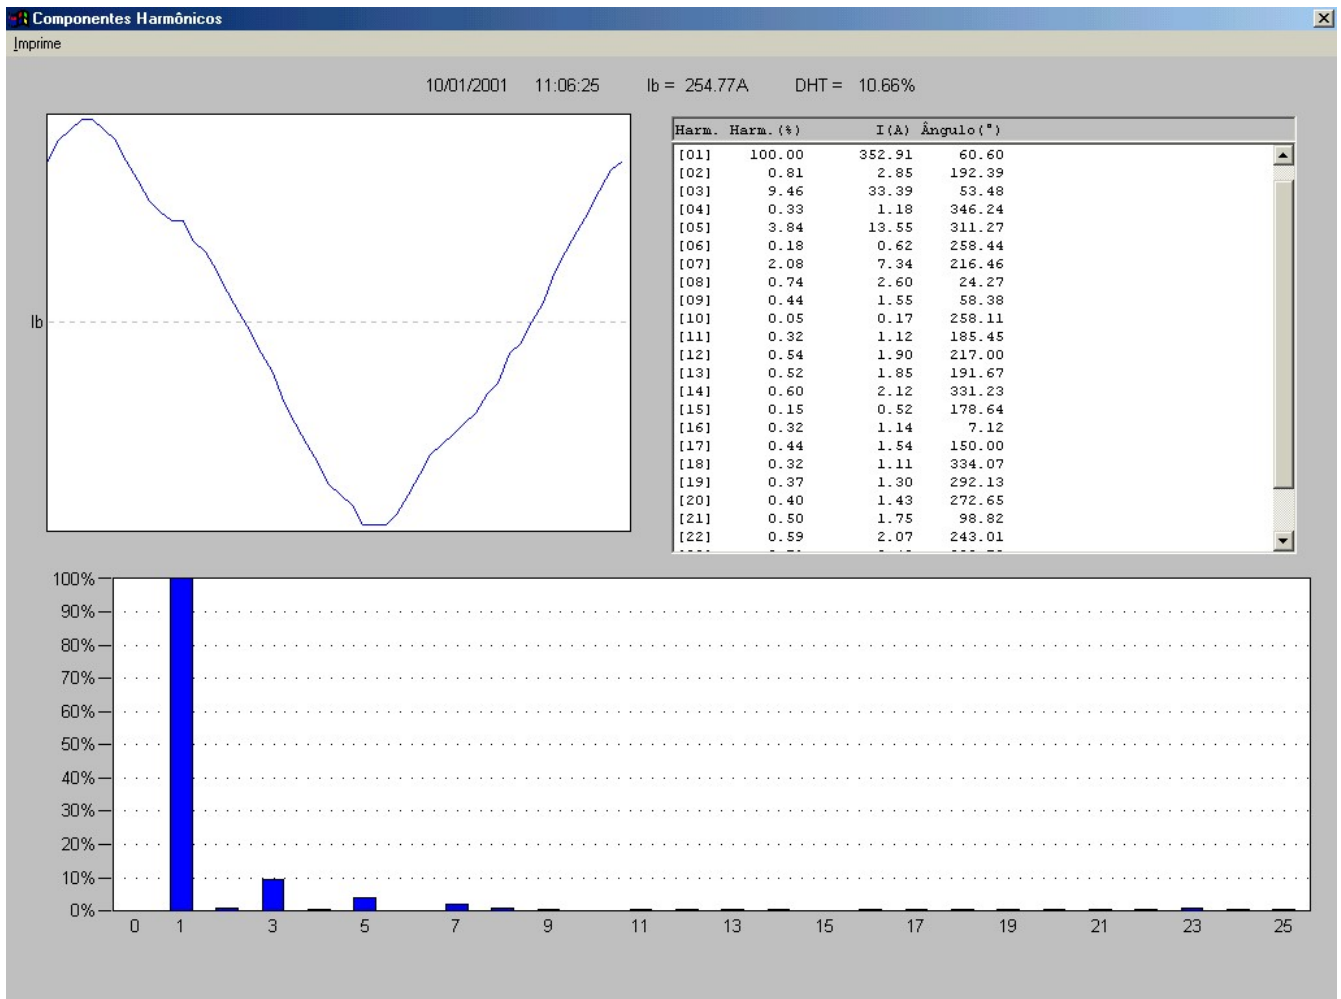 Componentes Harmônicos
Imprime
10/01/2001 11:06:25 Ib = 254.77A DHT = 10.66%
Ib
Harm. Harm.(%) I(A) Ângulo(°)
[01] 100.00 352.91 60.60
[02] 0.81 2.85 192.39
[03] 9.46 33.39 53.48
[04] 0.33 1.18 346.24
[05] 3.84 13.55 311.27
[06] 0.18 0.62 258.44
[07] 2.08 7.34 216.46
[08] 0.74 2.60 24.27
[09] 0.44 1.55 58.38
[10] 0.05 0.17 258.11
[11] 0.32 1.12 185.45
[12] 0.54 1.90 217.00
[13] 0.52 1.85 191.67
[14] 0.60 2.12 331.23
[15] 0.15 0.52 178.64
[16] 0.32 1.14 7.12
[17] 0.44 1.54 150.00
[18] 0.32 1.11 334.07
[19] 0.37 1.30 292.13
[20] 0.40 1.43 272.65
[21] 0.50 1.75 98.82
[22] 0.59 2.07 243.01
100%
90%
80%
70%
60%
50%
40%
30%
20%
10%
0%
0 1 3 5 7 9 11 13 15 17 19 21 23 25